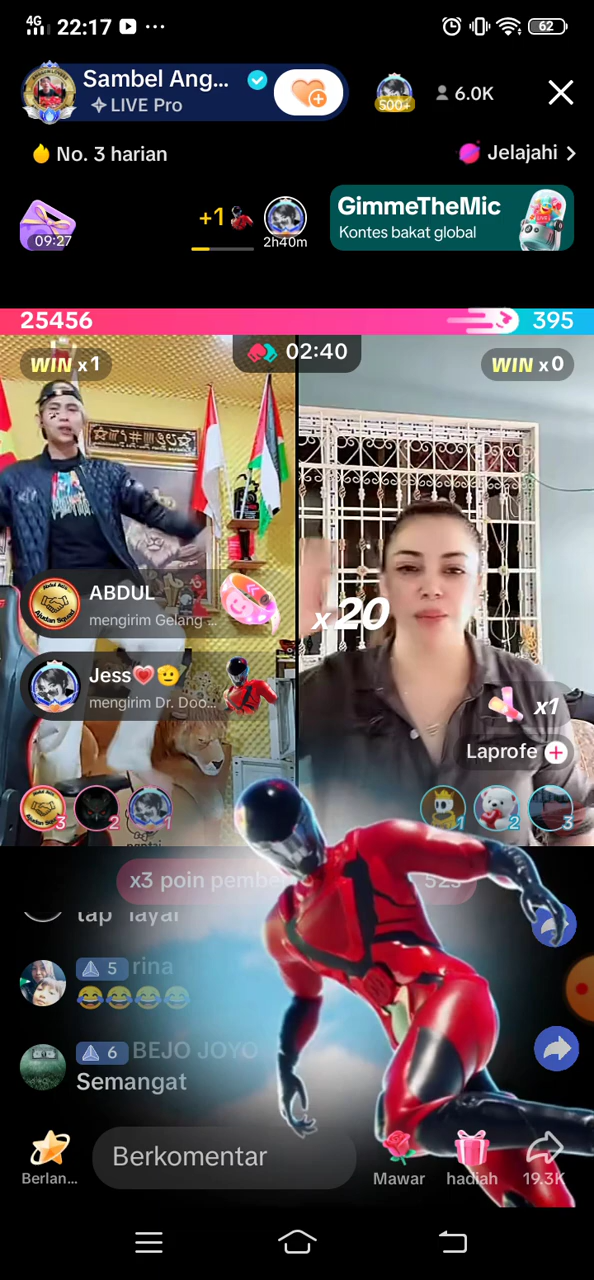 4G 22:17 62
Sambel Ang...
LIVE Pro
500+
6.0K
No. 3 harian
Jelajahi
09:27
+1
2h40m
GimmeTheMic
Kontes bakat global
25456
395
WIN x1
02:40
WIN x0
ABDUL
mengirim Gelang ...
x20
Jess
mengirim Dr. Doo...
x1
Laprofe
3 2 1
1 2 3
x3 poin pembe
52s
tap layar
5 rina
😂😂😂😂
6 BEJO JOYO
Semangat
Berlan...
Berkomentar
Mawar
hadiah
19.3K